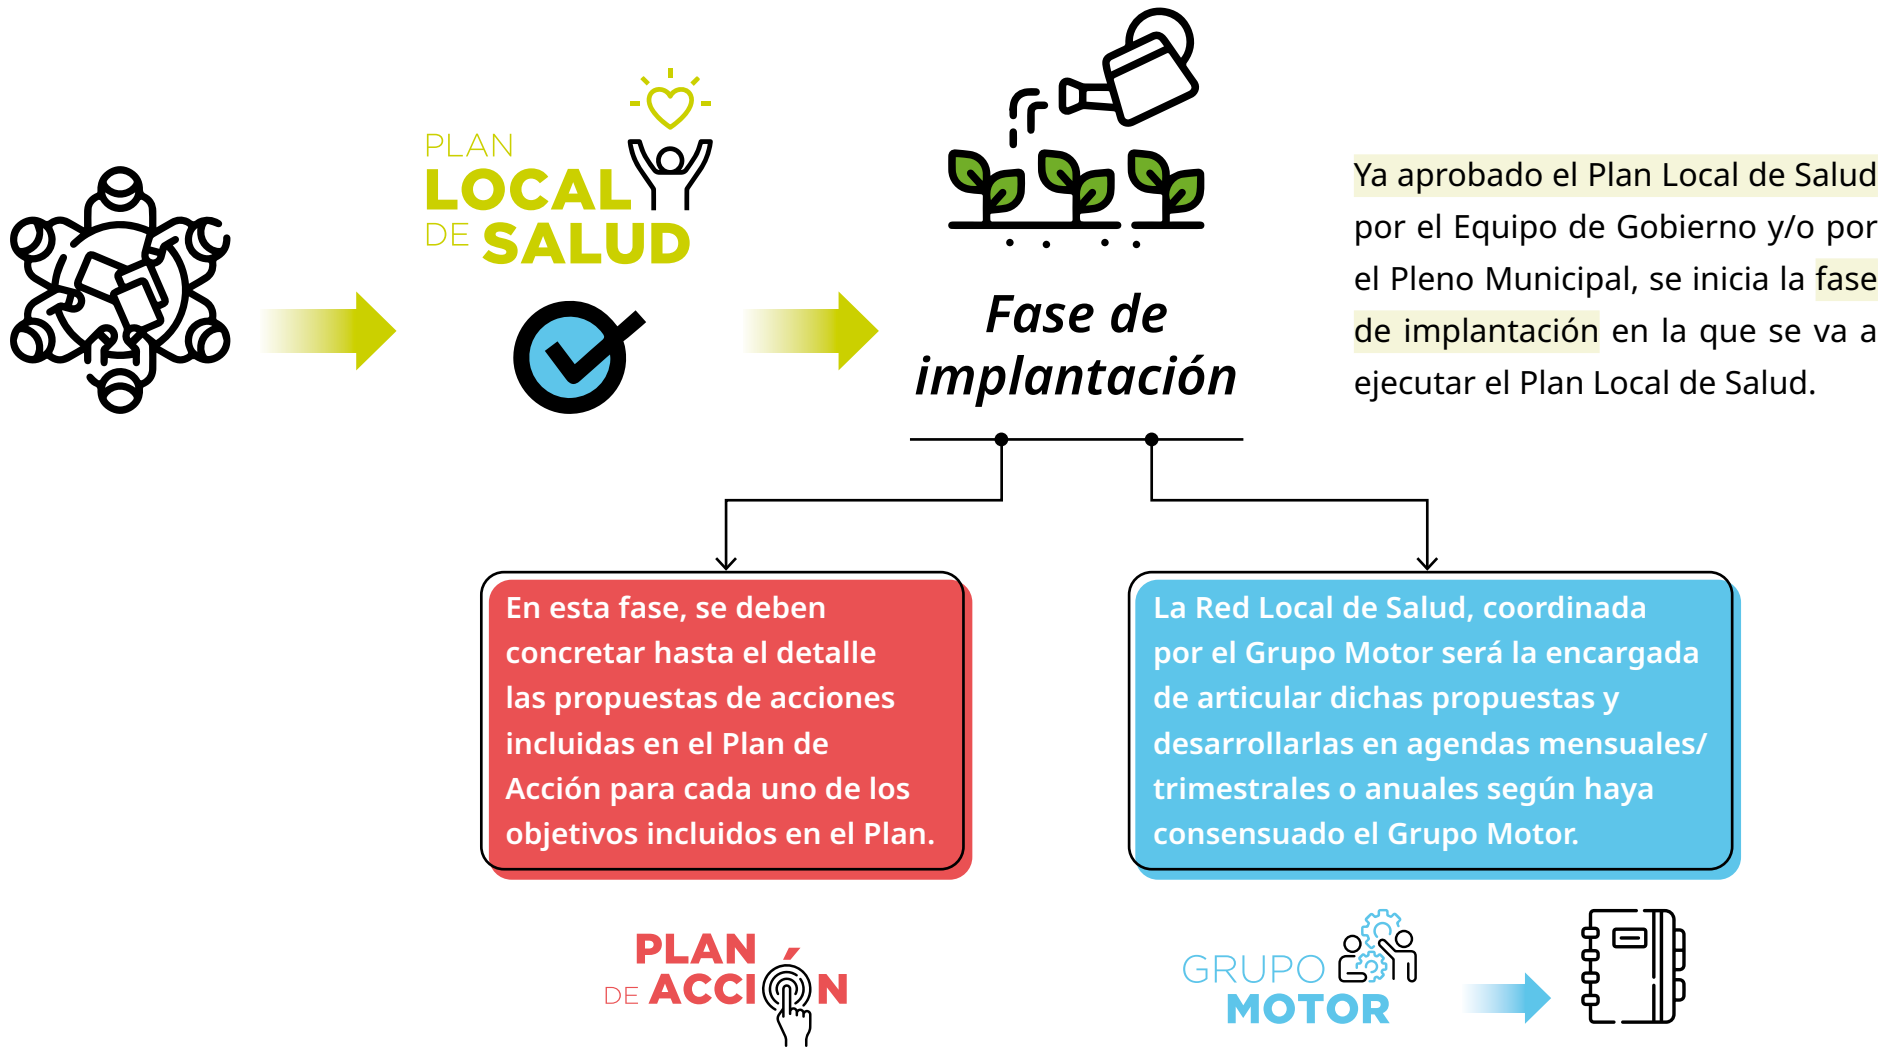 PLAN
LOCAL
DE SALUD
Fase de
implantación
Ya aprobado el Plan Local de Salud
por el Equipo de Gobierno y/o por
el Pleno Municipal, se inicia la fase
de implantación en la que se va a
ejecutar el Plan Local de Salud.
En esta fase, se deben
concretar hasta el detalle
las propuestas de acciones
incluidas en el Plan de
Acción para cada uno de los
objetivos incluidos en el Plan.
La Red Local de Salud, coordinada
por el Grupo Motor será la encargada
de articular dichas propuestas y
desarrollarlas en agendas mensuales/
trimestrales o anuales según haya
consensuado el Grupo Motor.
PLAN
DE ACCIÓN
GRUPO
MOTOR